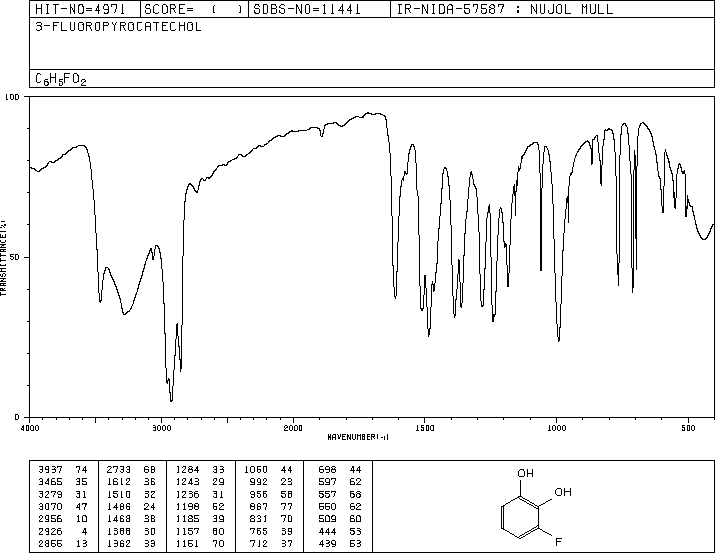 HIT-NO=4971 SCORE= ( ) SDBS-NO=11441 IR-NIDA-57587 : NUJOL MULL
3-FLUOROPYROCATECHOL
C6H5FO2
100
50
0
TRANSMITTANCE(%)
4000 3000 2000 1500 1000 500
WAVENUMBER(-1)
3937 74 2733 68 1284 33 1060 44 698 44
3465 35 1612 36 1243 29 992 23 597 62
3279 31 1510 32 1236 31 956 58 557 68
3070 47 1486 24 1198 52 867 77 550 62
2956 10 1468 38 1185 39 831 70 509 60
2926 4 1388 30 1157 60 765 39 444 53
2855 13 1362 33 1151 70 712 37 439 53
OH
OH
F